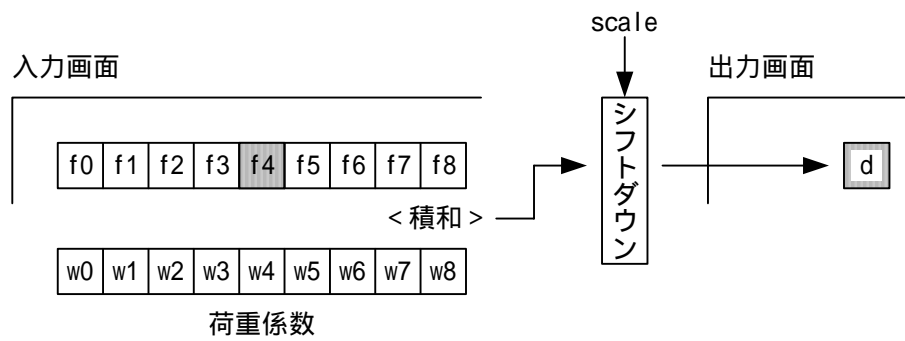 scale
入力画面
出力画面
シフトダウン
f0 f1 f2 f3 f4 f5 f6 f7 f8
d
<積和>
w0 w1 w2 w3 w4 w5 w6 w7 w8
荷重係数